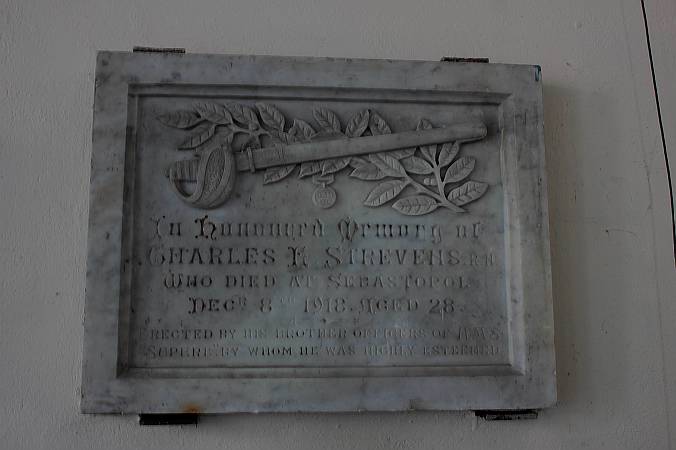 In Honoured Memory of
CHARLES H STREVENS R.N.
WHO DIED AT SEBASTOPOL
DECR 8TH 1918. AGED 28.
ERECTED BY HIS BROTHER OFFICERS OF H.M.S.
SUPERB. BY WHOM HE WAS HIGHLY ESTEEMED